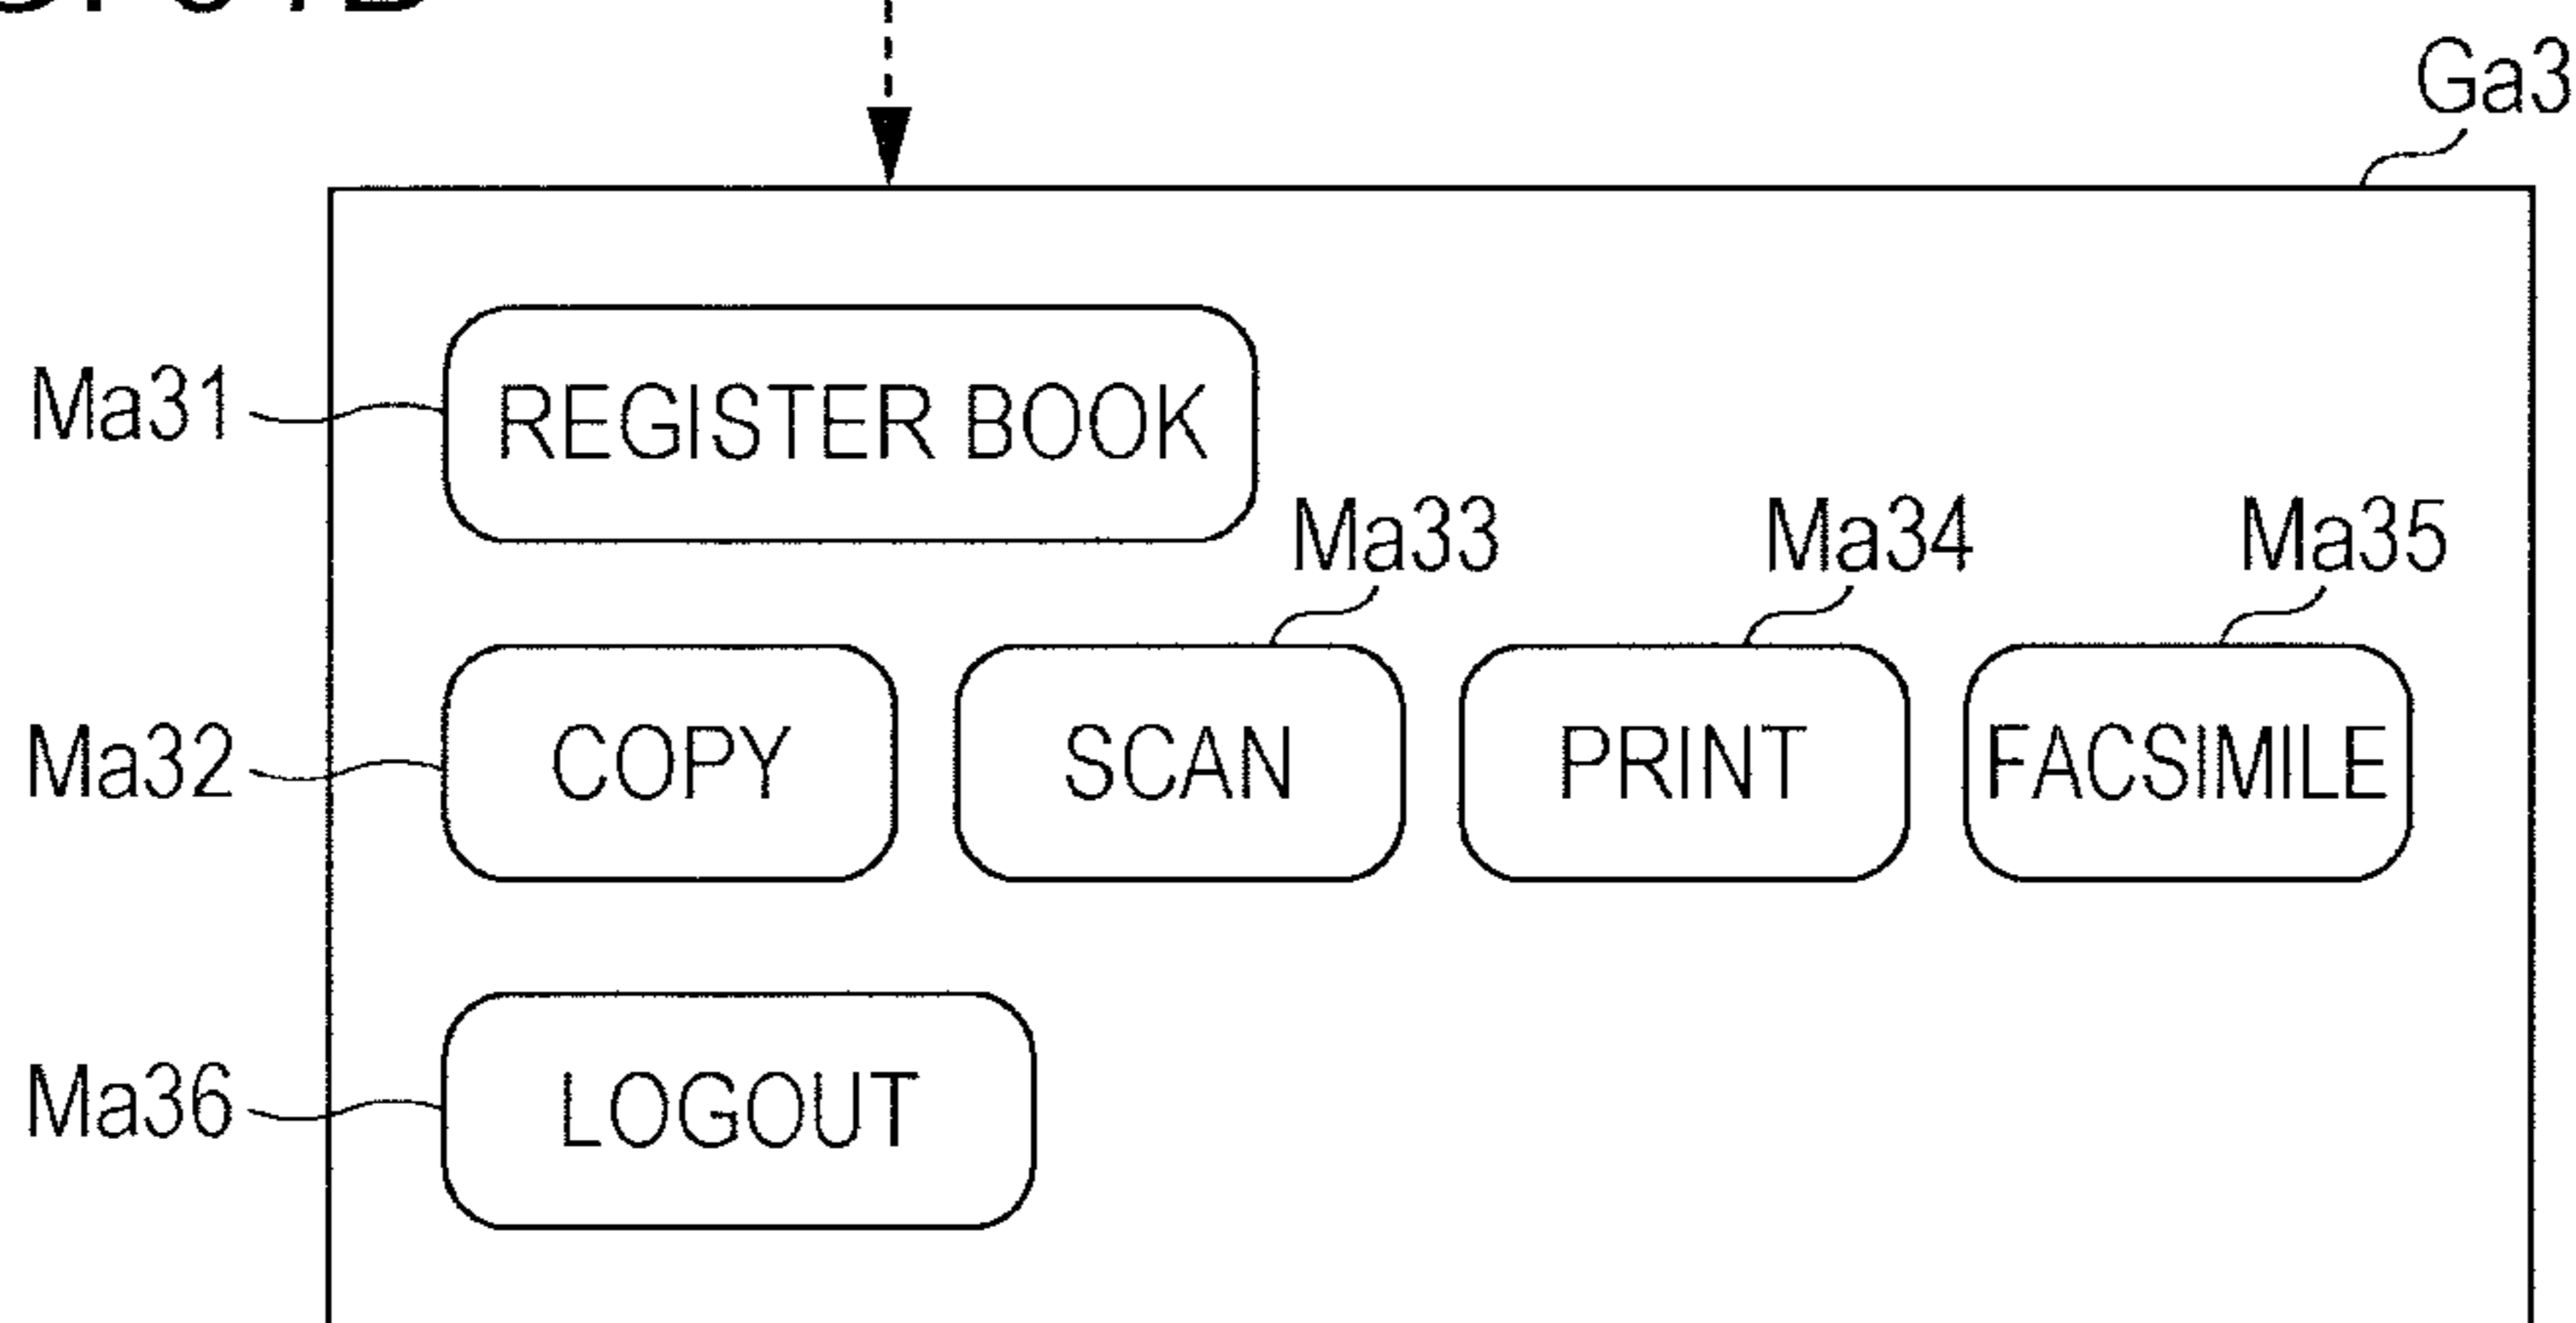 Ga3
Ma31 REGISTER BOOK
Ma33 Ma34 Ma35
Ma32 COPY SCAN PRINT FACSIMILE
Ma36 LOGOUT